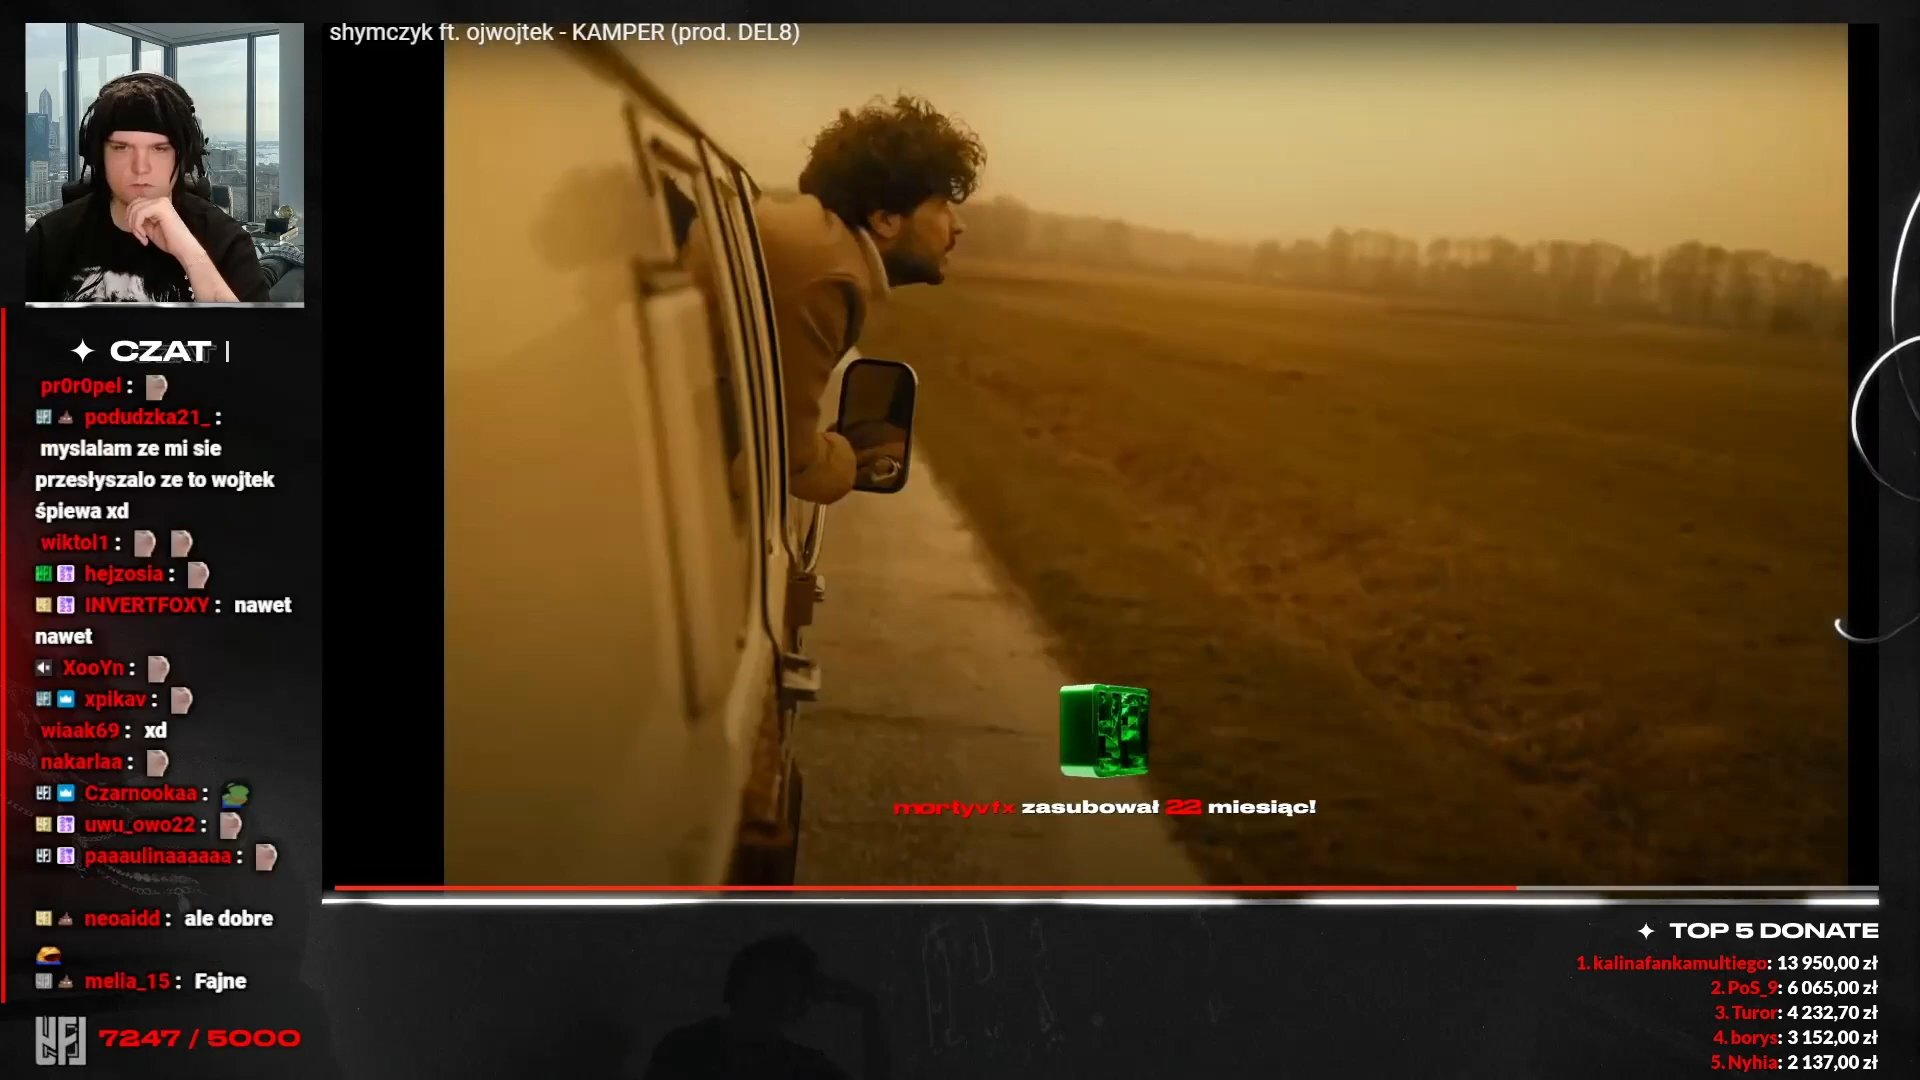 shymczyk ft. ojwojtek - KAMPER (prod. DEL8)
CZAT
pr0r0pel :
podudzka21_ :
myslalam ze mi sie
przesłyszalo ze to wojtek
śpiewa xd
wiktol1 :
hejzosia :
INVERTFOXY : nawet
nawet
XooYn :
xpikav :
wiaak69 : xd
nakarlaa :
Czarnookaa :
uwu_owo22 :
paaaulinaaaaaa :
neoaidd : ale dobre
melia_15 : Fajne
7247 / 5000
mortyvfx zasubował 22 miesiąc!
TOP 5 DONATE
1. kalinafankamultiego: 13 950,00 zł
2. PoS_9: 6 065,00 zł
3. Turor: 4 232,70 zł
4. borys: 3 152,00 zł
5. Nyhia: 2 137,00 zł